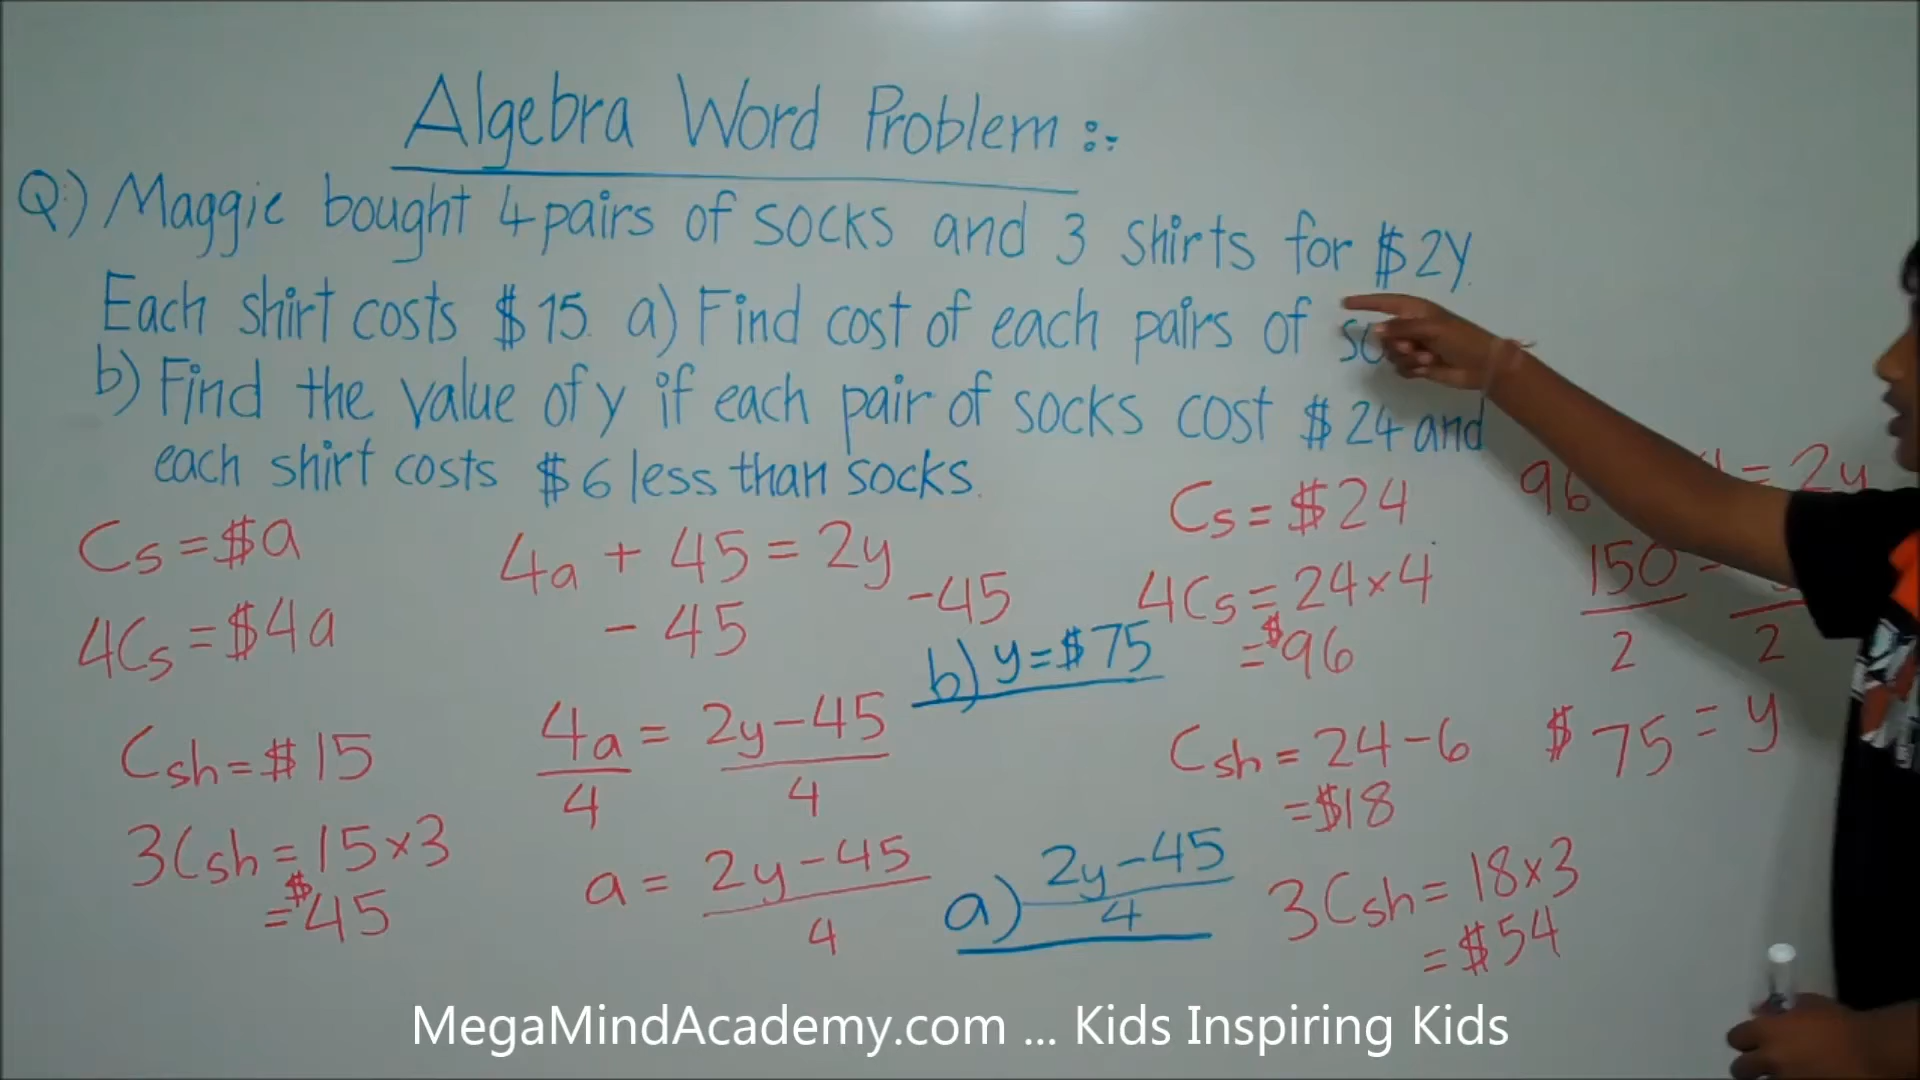 Algebra Word Problem :-
Q.) Maggie bought 4 pairs of socks and 3 shirts for $2Y.
Each shirt costs $15. a) Find cost of each pairs of
b) Find the value of y if each pair of socks cost $24 and
each shirt costs $6 less than socks.
Cs = $a
4Cs = $4a
Csh = $15
3Csh = 15×3
= $45
4a + 45 = 2y
- 45 -45
4a = 2y-45
4 4
a = 2y-45
4
b) y = $75
a) 2y-45
4
Cs = $24
4Cs = 24×4
= $96
Csh = 24-6
= $18
3Csh = 18×3
= $54
96 = 2y
150 =
2 2
$75 = y
MegaMindAcademy.com ... Kids Inspiring Kids